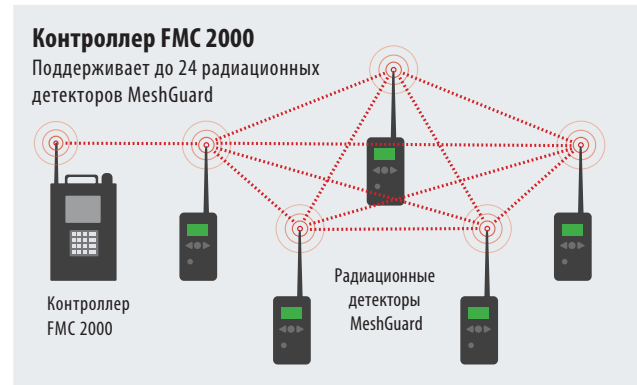 Контроллер FMC 2000
Поддерживает до 24 радиационных
детекторов MeshGuard
Контроллер
FMC 2000
Радиационные
детекторы
MeshGuard